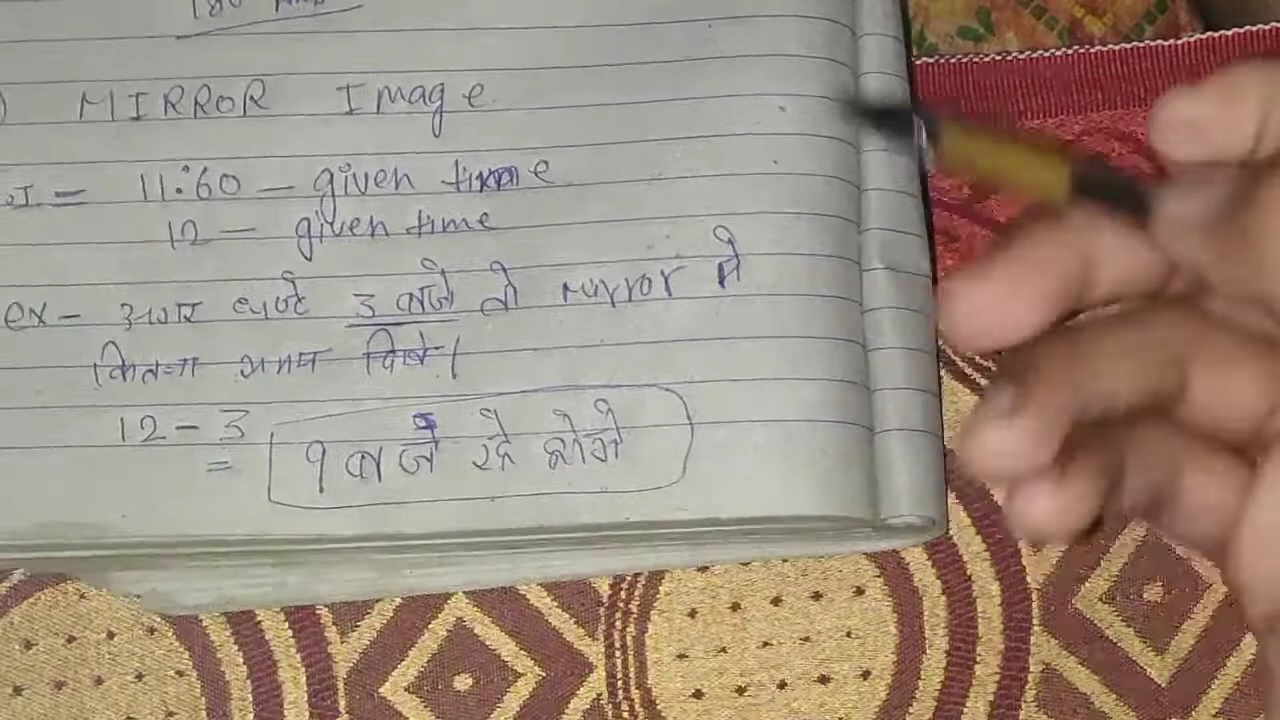 MIRROR Image
= 11:60 - given time
12 - given time
ex - अगर घण्टे 3 बजे तो mirror में
कितना समय दिखे।
12 - 3
= 9 बजे रहे होंगे